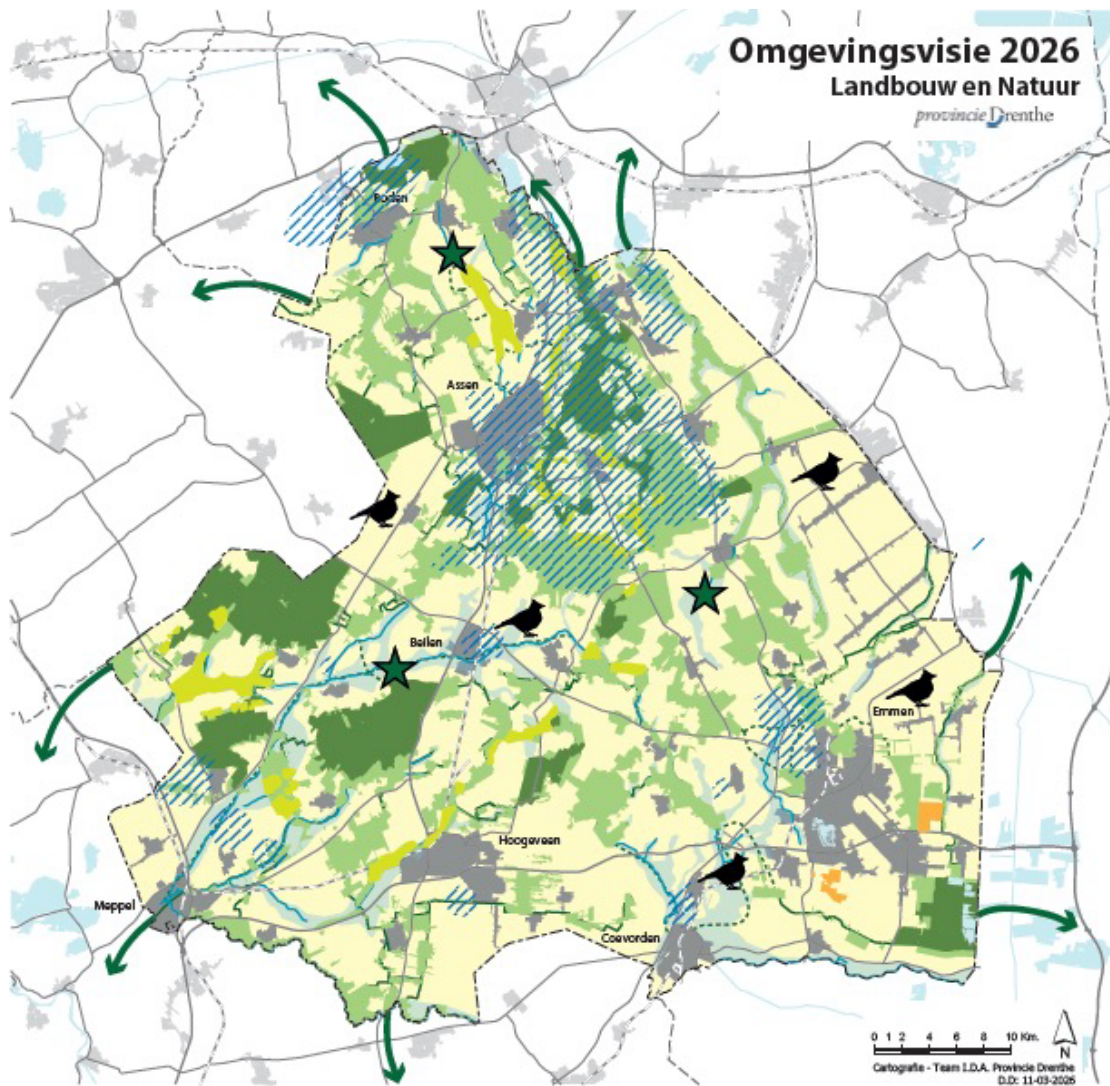 Omgevingsvisie 2026
Landbouw en Natuur
provincie Drenthe
Roden
Assen
Beilen
Emmen
Hoogeveen
Meppel
Coevorden
0 1 2 4 6 8 10 Km.
N
Cartografie - Team I.D.A. Provincie Drenthe
D.D: 11-03-2026